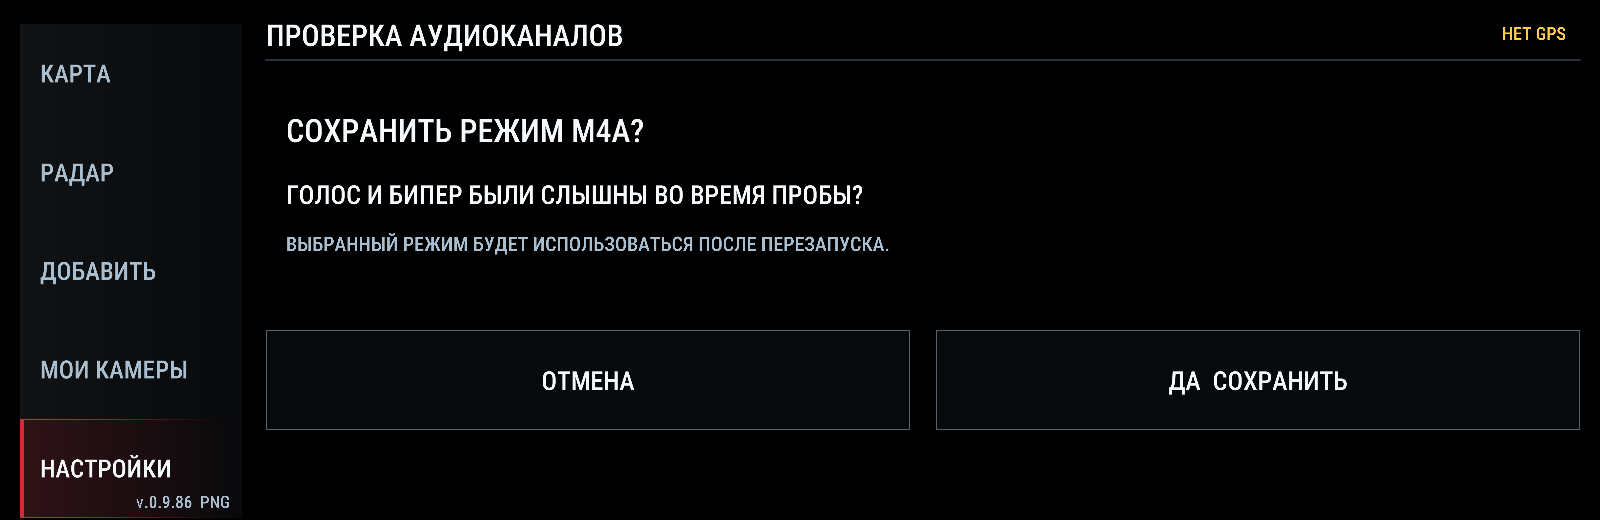 ПРОВЕРКА АУДИОКАНАЛОВ
НЕТ GPS
КАРТА
РАДАР
ДОБАВИТЬ
МОИ КАМЕРЫ
НАСТРОЙКИ
v.0.9.86 PNG
СОХРАНИТЬ РЕЖИМ M4A?
ГОЛОС И БИПЕР БЫЛИ СЛЫШНЫ ВО ВРЕМЯ ПРОБЫ?
ВЫБРАННЫЙ РЕЖИМ БУДЕТ ИСПОЛЬЗОВАТЬСЯ ПОСЛЕ ПЕРЕЗАПУСКА.
ОТМЕНА
ДА СОХРАНИТЬ